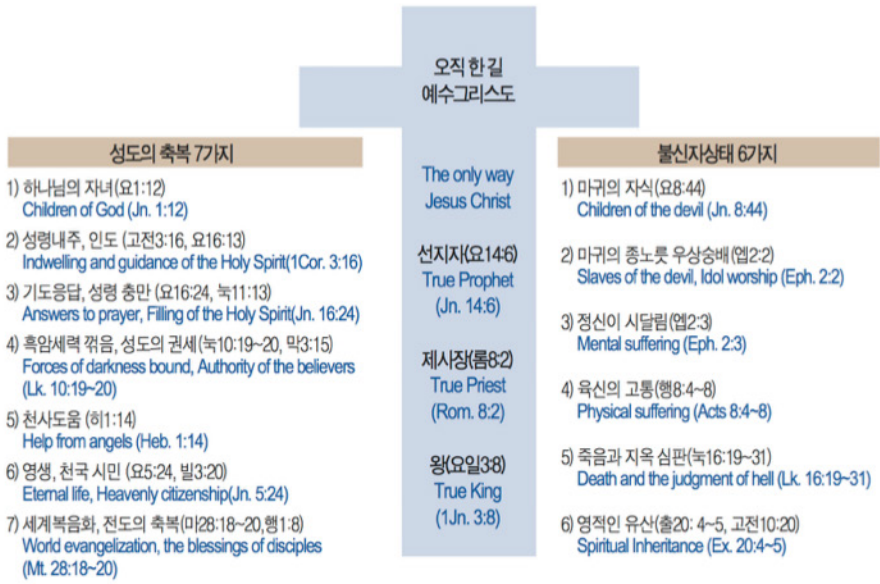 오직 한 길
예수그리스도
The only way
Jesus Christ
선지자(요14:6)
True Prophet
(Jn. 14:6)
제사장(롬8:2)
True Priest
(Rom. 8:2)
왕(요일3:8)
True King
(1Jn. 3:8)
성도의 축복 7가지
1) 하나님의 자녀(요1:12)
Children of God (Jn. 1:12)
2) 성령내주, 인도 (고전3:16, 요16:13)
Indwelling and guidance of the Holy Spirit(1Cor. 3:16)
3) 기도응답, 성령 충만 (요16:24, 눅11:13)
Answers to prayer, Filling of the Holy Spirit(Jn. 16:24)
4) 흑암세력 꺾음, 성도의 권세(눅10:19~20, 막3:15)
Forces of darkness bound, Authority of the believers
(Lk. 10:19~20)
5) 천사도움 (히1:14)
Help from angels (Heb. 1:14)
6) 영생, 천국 시민 (요5:24, 빌3:20)
Eternal life, Heavenly citizenship(Jn. 5:24)
7) 세계복음화, 전도의 축복(마28:18~20,행1:8)
World evangelization, the blessings of disciples
(Mt. 28:18~20)
불신자상태 6가지
1) 마귀의 자식(요8:44)
Children of the devil (Jn. 8:44)
2) 마귀의 종노릇 우상숭배(엡2:2)
Slaves of the devil, Idol worship (Eph. 2:2)
3) 정신이 시달림(엡2:3)
Mental suffering (Eph. 2:3)
4) 육신의 고통(행8:4~8)
Physical suffering (Acts 8:4~8)
5) 죽음과 지옥 심판(눅16:19~31)
Death and the judgment of hell (Lk. 16:19~31)
6) 영적인 유산(출20: 4~5, 고전10:20)
Spiritual Inheritance (Ex. 20:4~5)